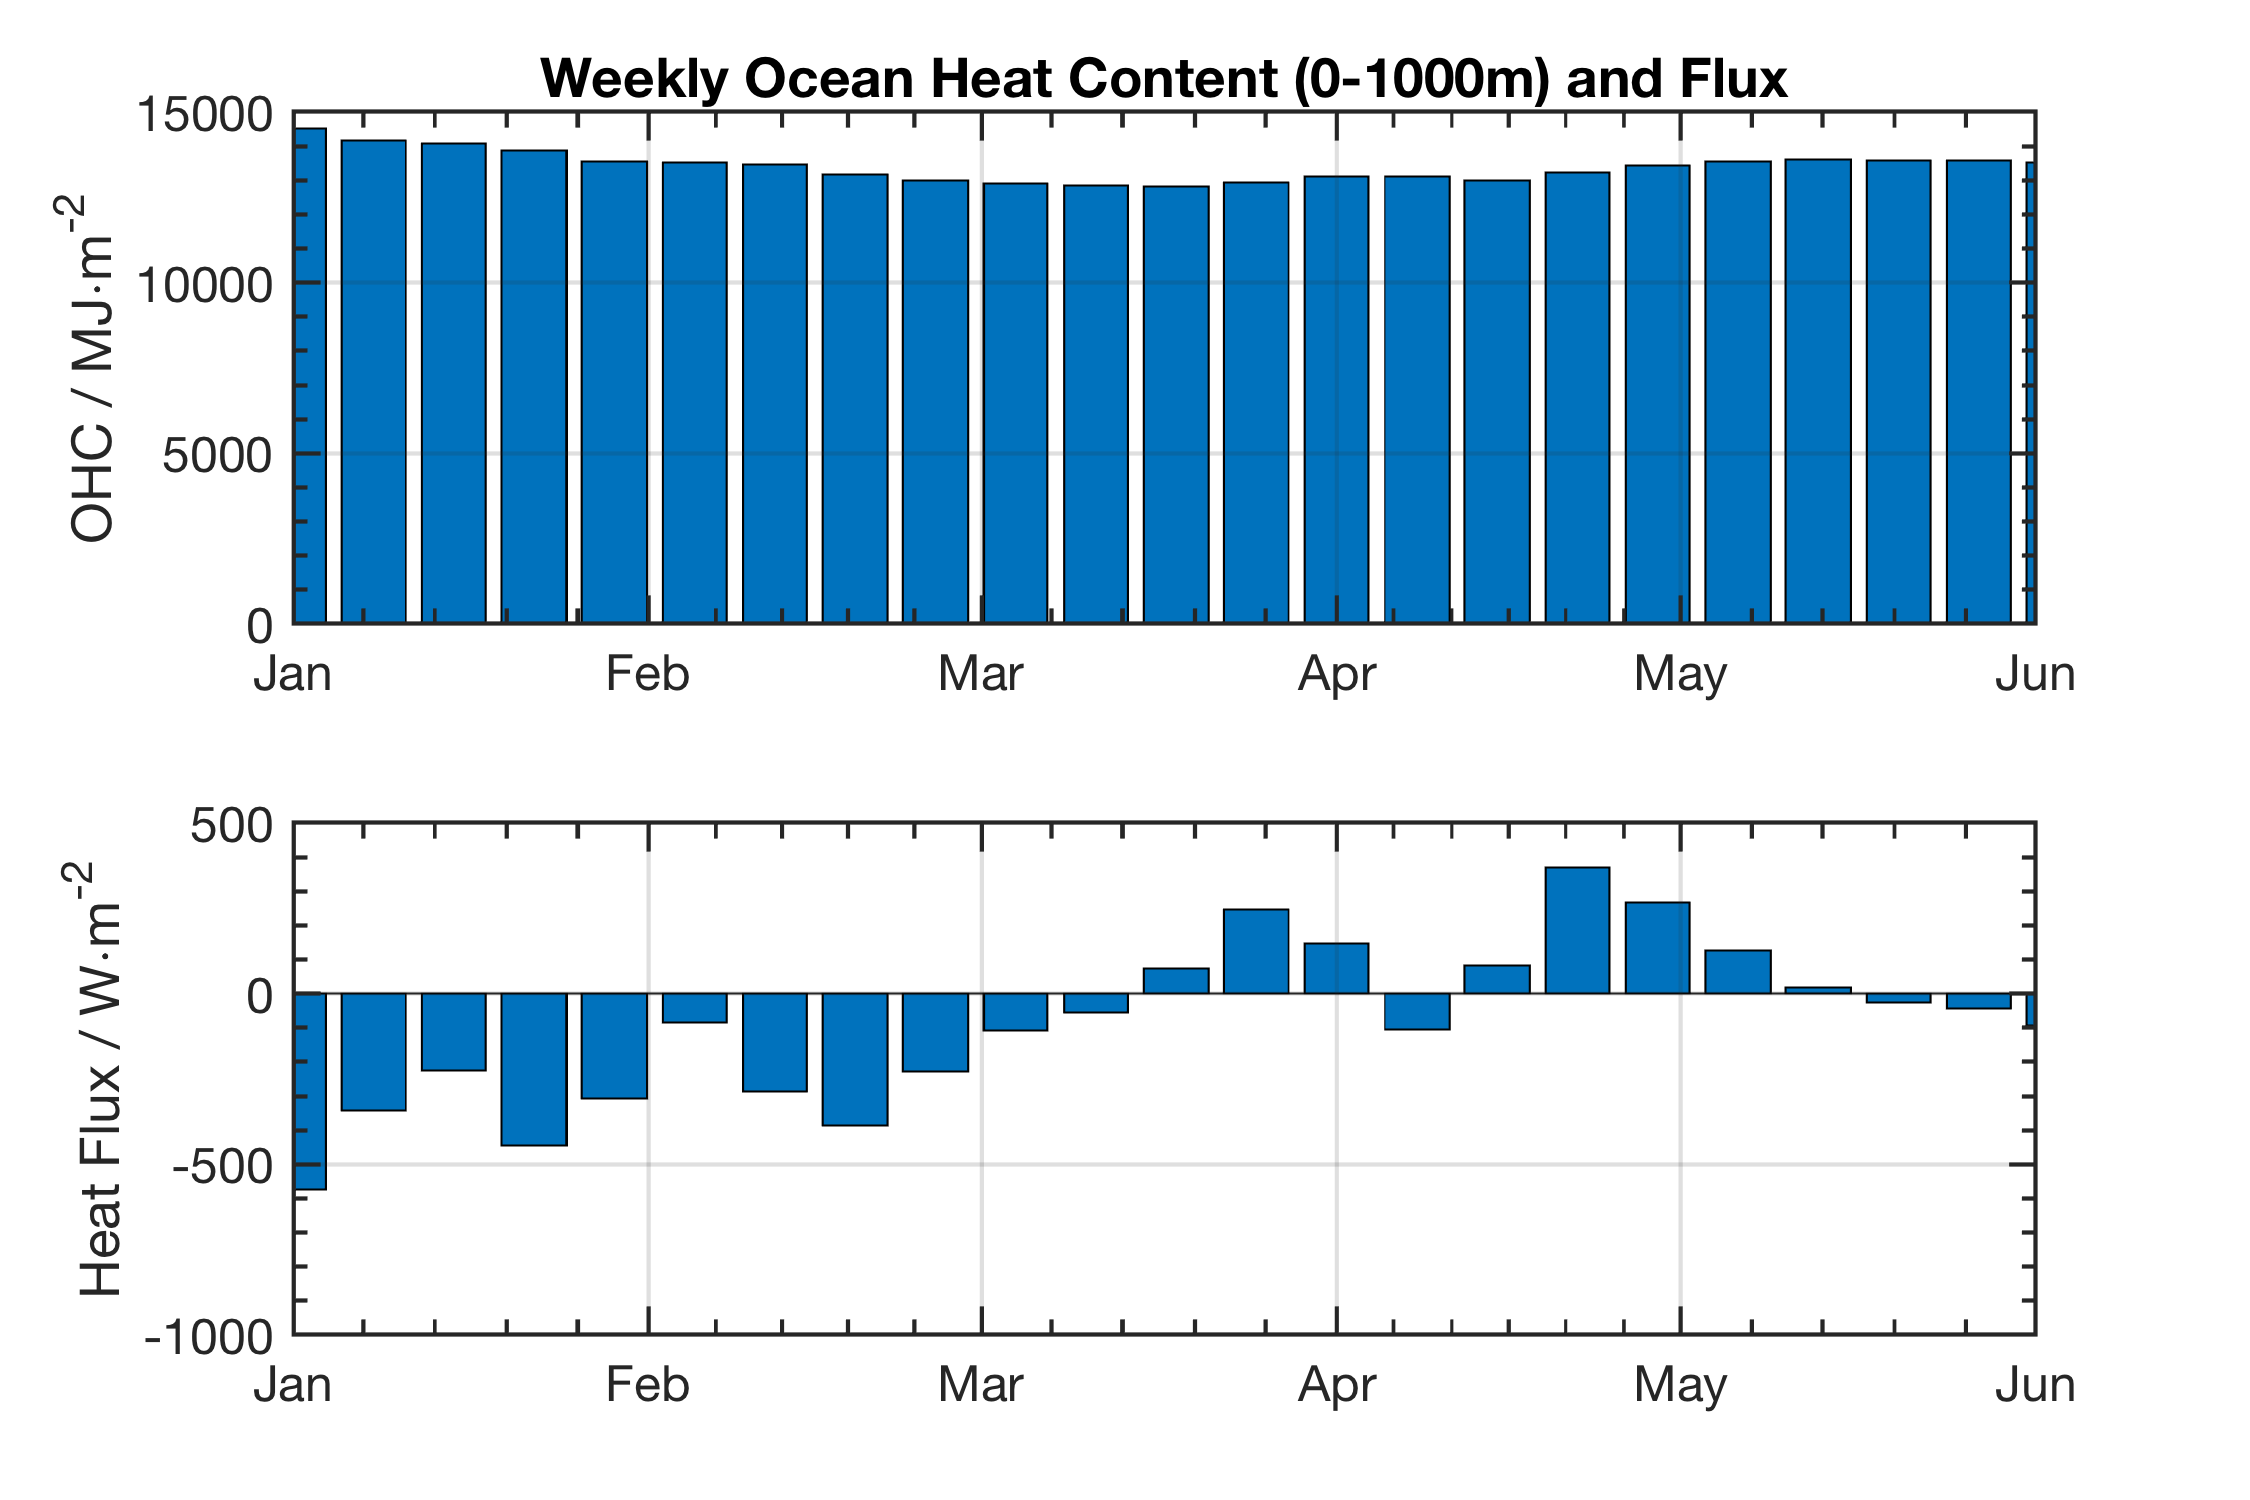 Weekly Ocean Heat Content (0-1000m) and Flux
OHC / MJ·m⁻²
15000
10000
5000
0
Jan Feb Mar Apr May Jun
Heat Flux / W·m⁻²
500
0
-500
-1000
Jan Feb Mar Apr May Jun